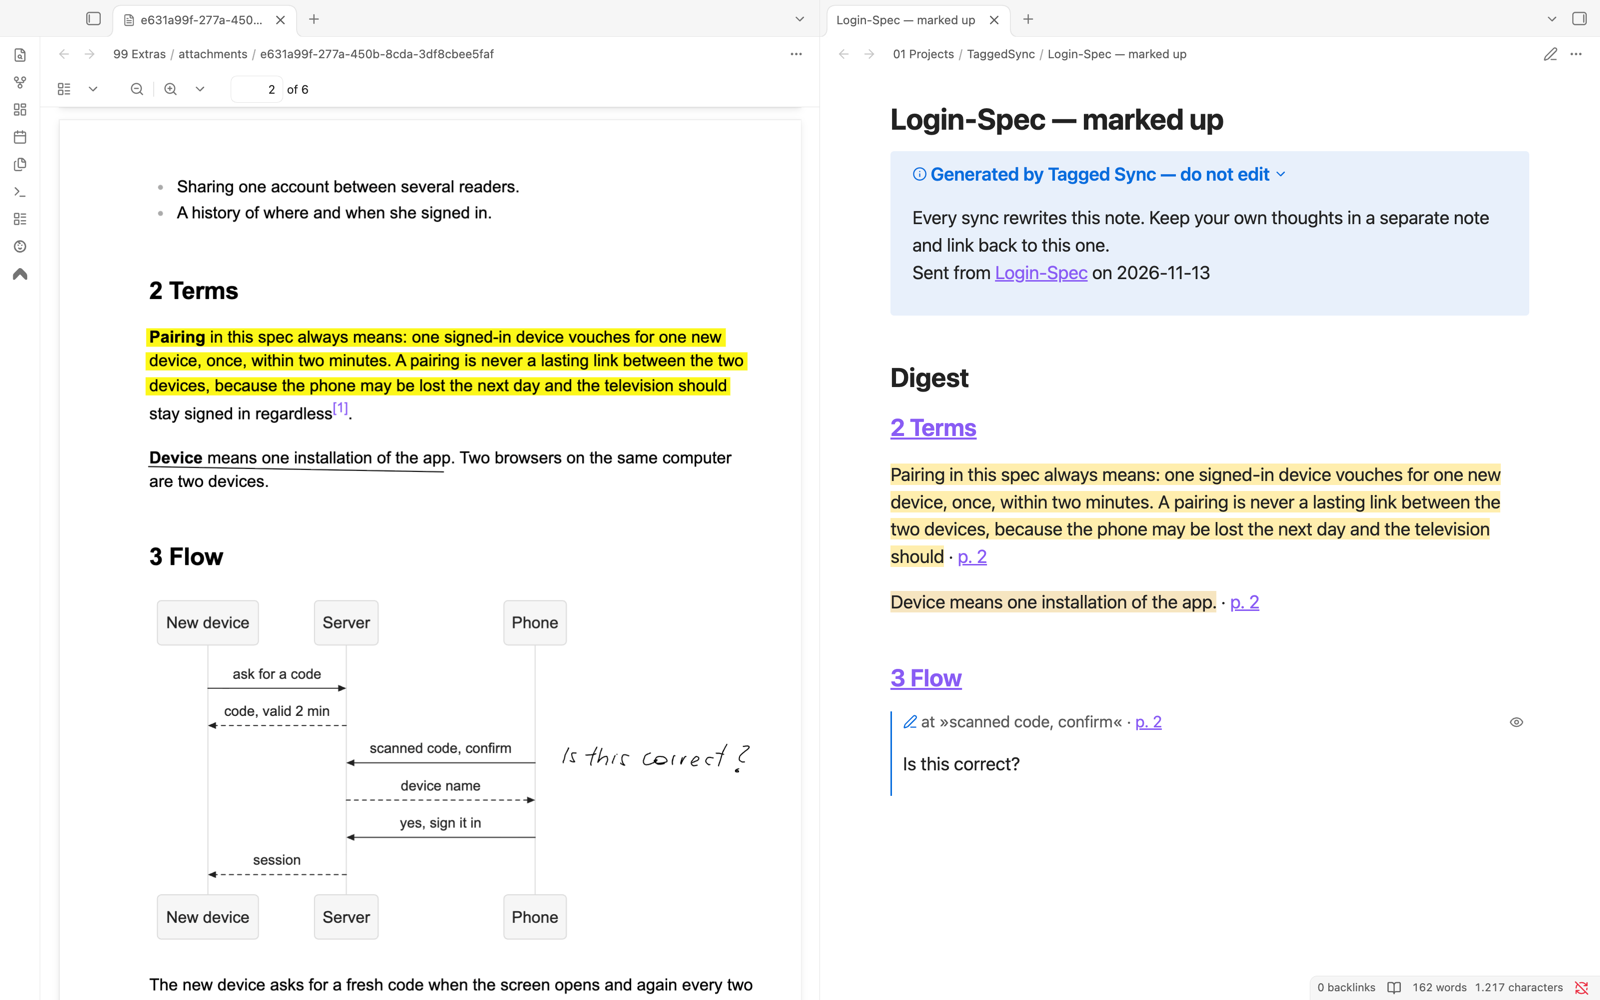 e631a99f-277a-450...
Login-Spec — marked up
99 Extras / attachments / e631a99f-277a-450b-8cda-3df8cbee5faf
2 of 6
Sharing one account between several readers.
A history of where and when she signed in.
2 Terms
Pairing in this spec always means: one signed-in device vouches for one new
device, once, within two minutes. A pairing is never a lasting link between the two
devices, because the phone may be lost the next day and the television should
stay signed in regardless[1].
Device means one installation of the app. Two browsers on the same computer
are two devices.
3 Flow
New device Server Phone
ask for a code
code, valid 2 min
scanned code, confirm
Is this correct?
device name
yes, sign it in
session
New device Server Phone
The new device asks for a fresh code when the screen opens and again every two
01 Projects / TaggedSync / Login-Spec — marked up
Login-Spec — marked up
Generated by Tagged Sync — do not edit
Every sync rewrites this note. Keep your own thoughts in a separate note
and link back to this one.
Sent from Login-Spec on 2026-11-13
Digest
2 Terms
Pairing in this spec always means: one signed-in device vouches for one new
device, once, within two minutes. A pairing is never a lasting link between the
two devices, because the phone may be lost the next day and the television
should · p. 2
Device means one installation of the app. · p. 2
3 Flow
at »scanned code, confirm« · p. 2
Is this correct?
0 backlinks 162 words 1.217 characters